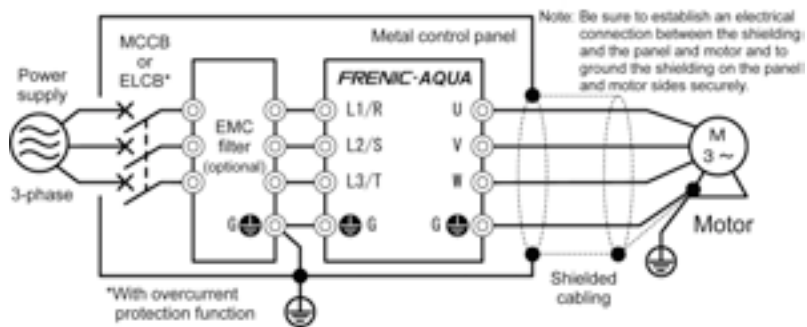 Note: Be sure to establish an electrical
connection between the shielding
and the panel and motor and to
ground the shielding on the panel
and motor sides securely.
MCCB
or
ELCB*
Metal control panel
Power
supply
3-phase
EMC
filter
(optional)
FRENIC-AQUA
L1/R
L2/S
L3/T
G
G
U
V
W
G
M
3 ~
Motor
Shielded
cabling
*With overcurrent
protection function